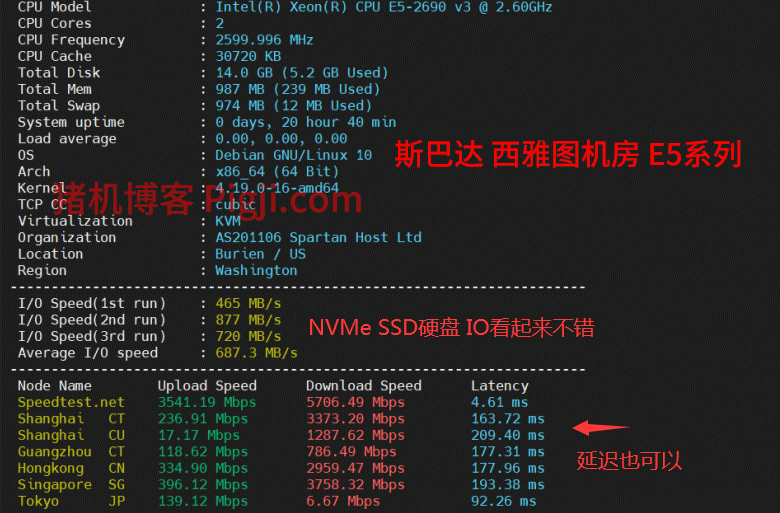 CPU Model : Intel(R) Xeon(R) CPU E5-2690 v3 @ 2.60GHz
CPU Cores : 2
CPU Frequency : 2599.996 MHz
CPU Cache : 30720 KB
Total Disk : 14.0 GB (5.2 GB Used)
Total Mem : 987 MB (239 MB Used)
Total Swap : 974 MB (12 MB Used)
System uptime : 0 days, 20 hour 40 min
Load average : 0.00, 0.00, 0.00
OS : Debian GNU/Linux 10
斯巴达 西雅图机房 E5系列
Arch : x86_64 (64 Bit)
Kernel : 4.19.0-16-amd64
猪机博客 Pigji.com
TCP CC : cubic
Virtualization : KVM
Organization : AS201106 Spartan Host Ltd
Location : Burien / US
Region : Washington
----------------------------------------------------------------------
I/O Speed(1st run) : 465 MB/s
I/O Speed(2nd run) : 877 MB/s
NVMe SSD硬盘 IO看起来不错
I/O Speed(3rd run) : 720 MB/s
Average I/O speed : 687.3 MB/s
----------------------------------------------------------------------
Node Name Upload Speed Download Speed Latency
Speedtest.net 3541.19 Mbps 5706.49 Mbps 4.61 ms
Shanghai CT 236.91 Mbps 3373.20 Mbps 163.72 ms
Shanghai CU 17.17 Mbps 1287.62 Mbps 209.40 ms
Guangzhou CT 118.62 Mbps 786.49 Mbps 177.31 ms
延迟也可以
Hongkong CN 334.90 Mbps 2959.47 Mbps 177.96 ms
Singapore SG 396.12 Mbps 3758.32 Mbps 193.38 ms
Tokyo JP 139.12 Mbps 6.67 Mbps 92.26 ms